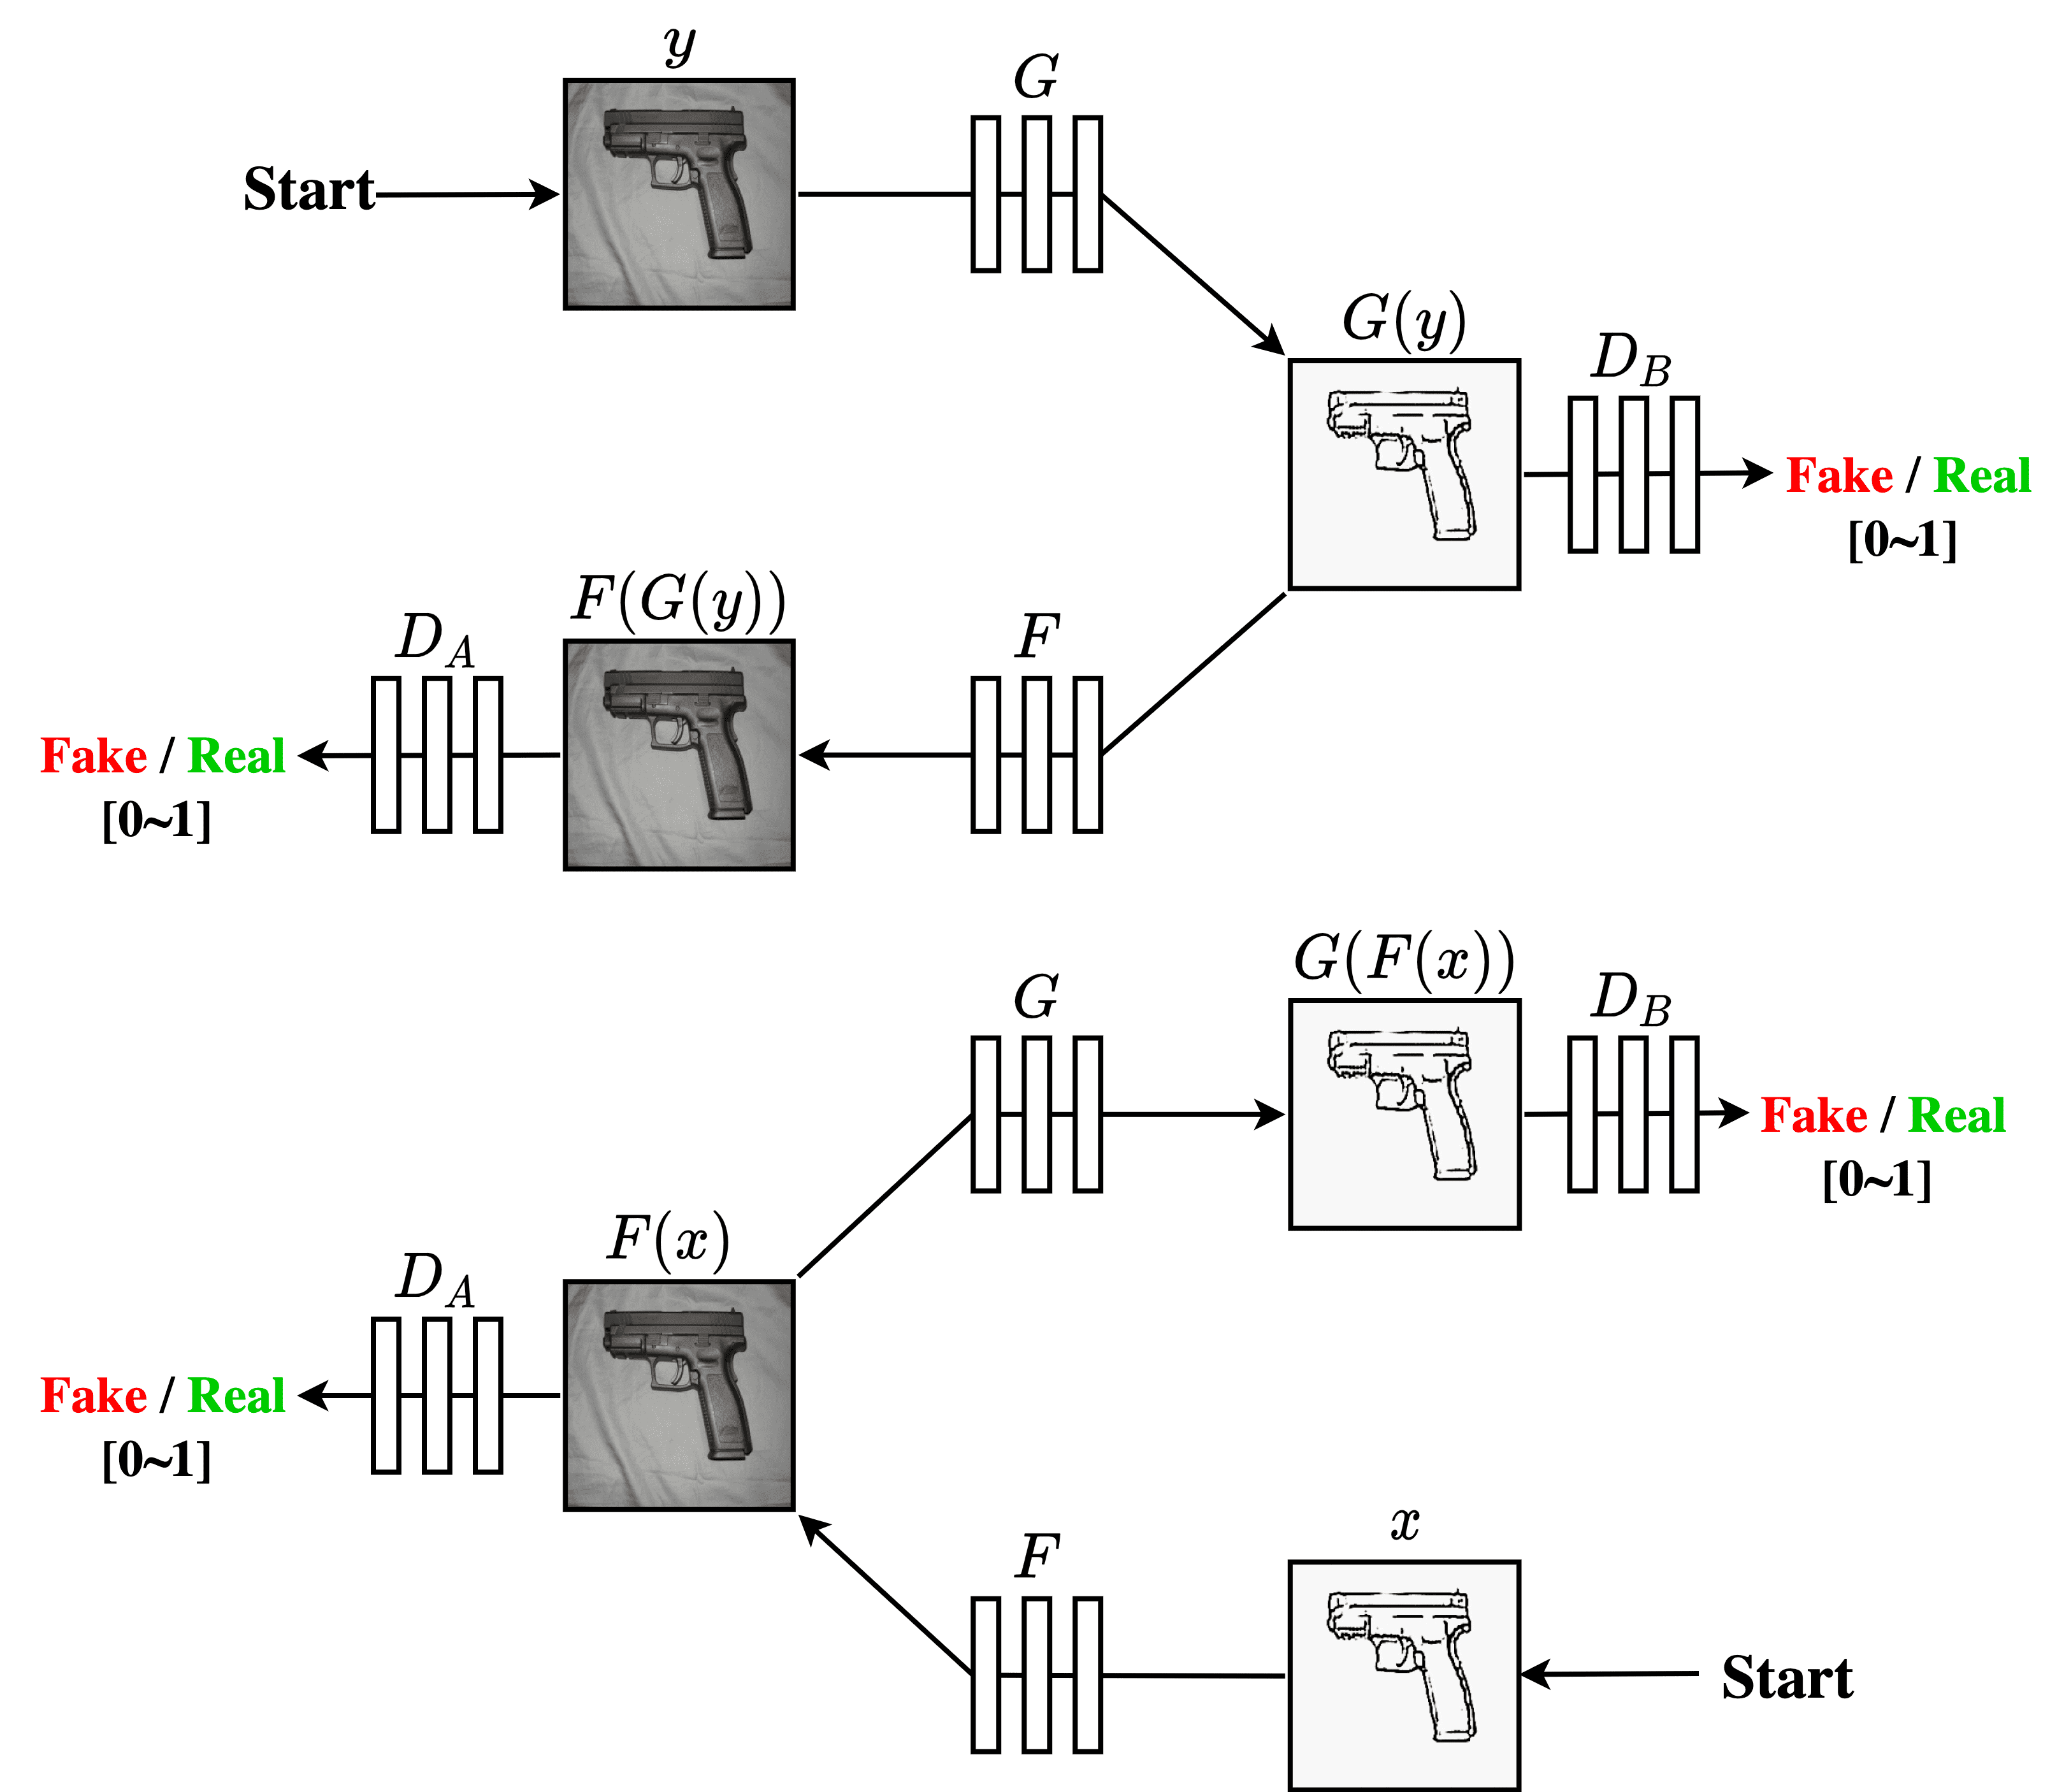 y
G
Start
G(y)
D_B
Fake / Real
[0~1]
F(G(y))
D_A
F
Fake / Real
[0~1]
G(F(x))
G
D_B
Fake / Real
[0~1]
F(x)
D_A
Fake / Real
[0~1]
x
F
Start